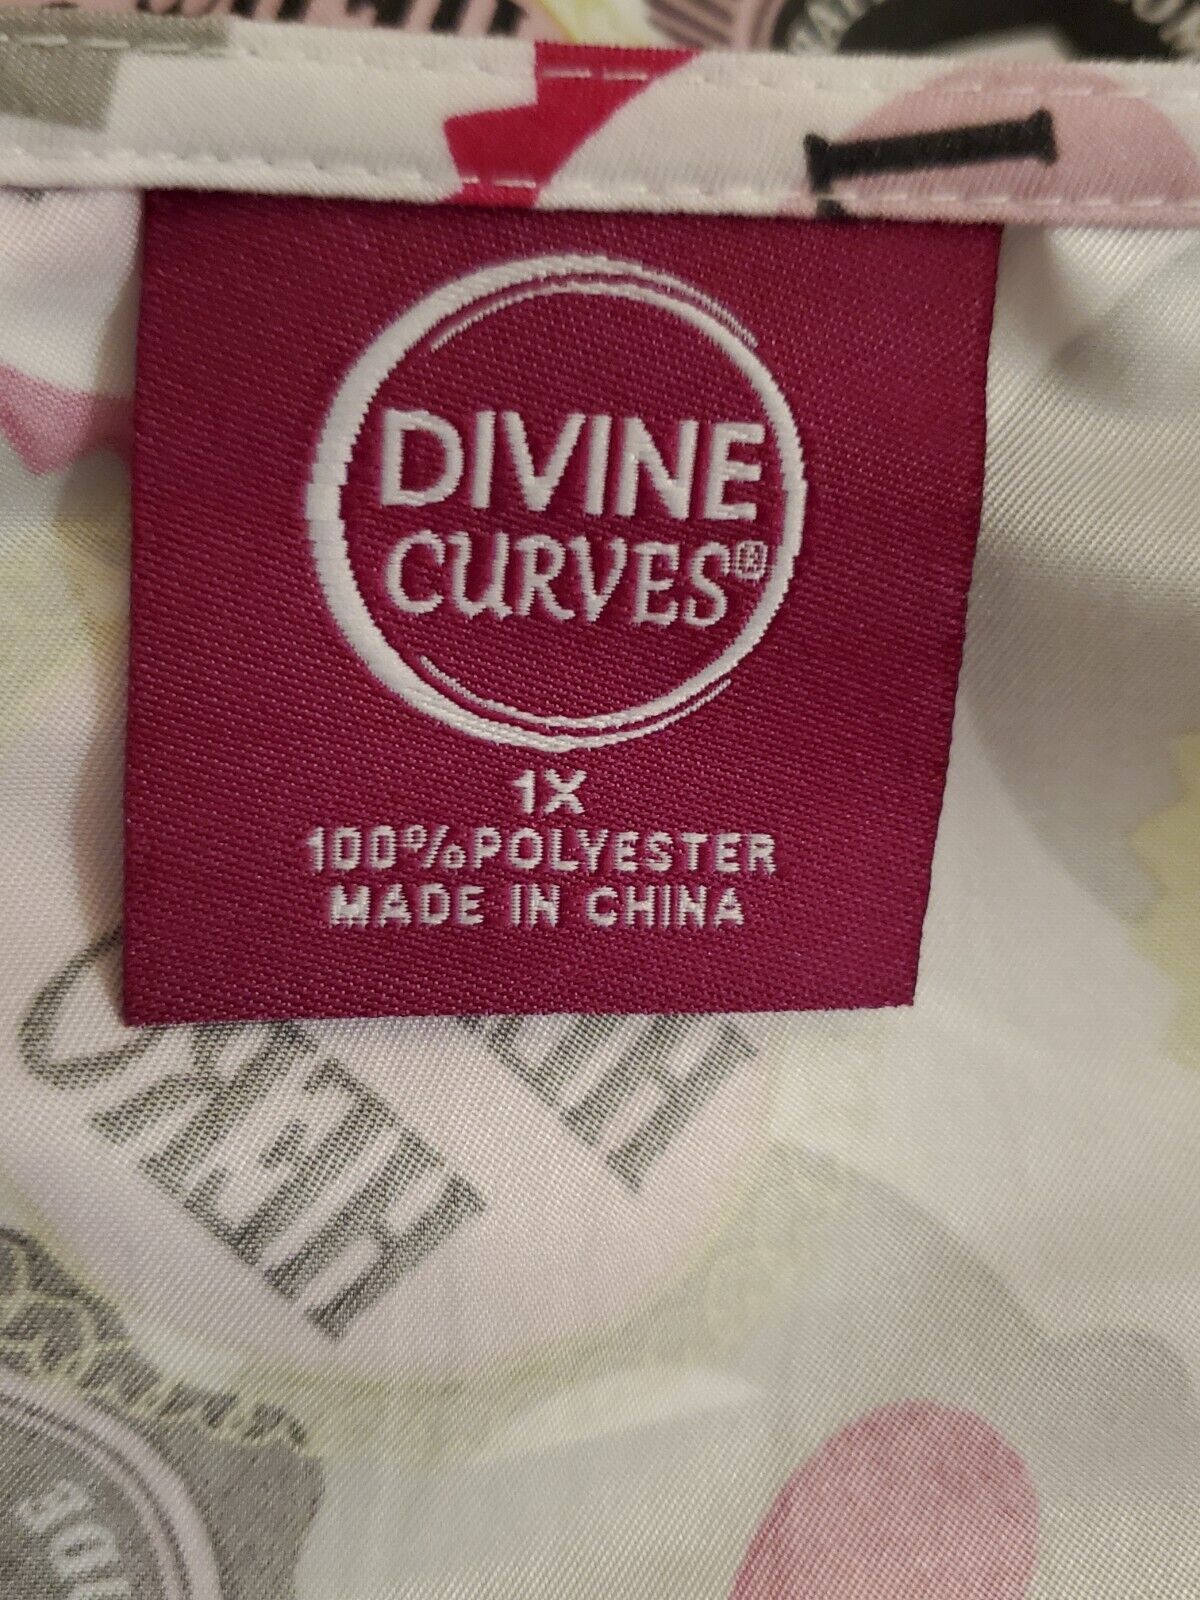 DIVINE
CURVES®
1X
100%POLYESTER
MADE IN CHINA